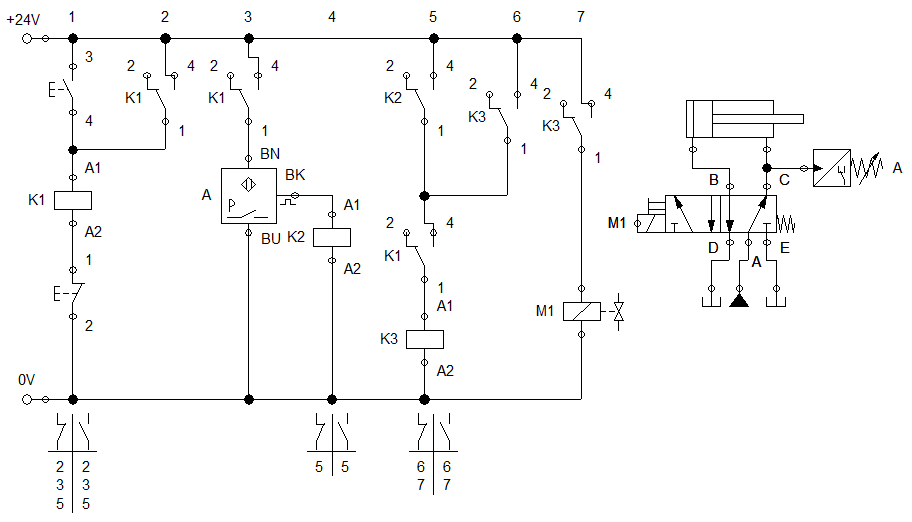 1 2 3 4 5 6 7
+24V
3 2 4 2 4 2 4 2 4 2 4
K1 K1 K2 K3 K3
4 1 1 1 1 1
A1 BN
K1 A BK A1 B C A
A2 BU K2 A2 2 4 M1
K1 D A E
1 1
A1 M1
2 K3
A2
0V
2 2 5 5 6 6
3 3 7 7
5 5